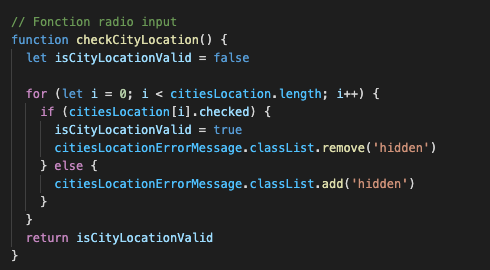 // Fonction radio input
function checkCityLocation() {
  let isCityLocationValid = false

  for (let i = 0; i < citiesLocation.length; i++) {
    if (citiesLocation[i].checked) {
      isCityLocationValid = true
      citiesLocationErrorMessage.classList.remove('hidden')
    } else {
      citiesLocationErrorMessage.classList.add('hidden')
    }
  }
  return isCityLocationValid
}